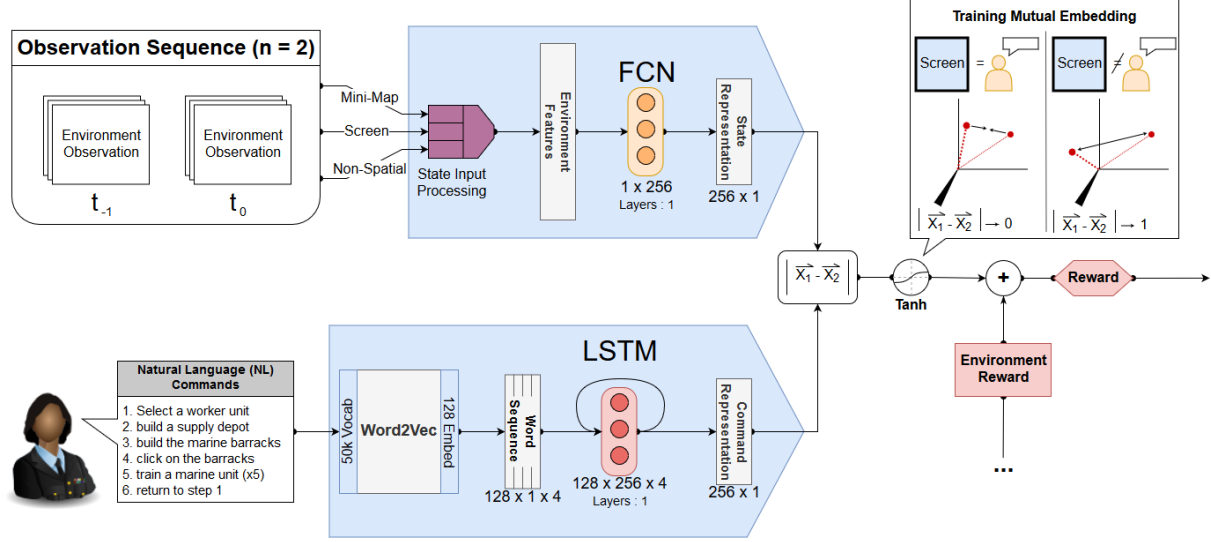 Observation Sequence (n = 2)
Environment
Observation
Environment
Observation
t -1
t 0
Mini-Map
Screen
Non-Spatial
State Input
Processing
Environment
Features
FCN
1 x 256
Layers : 1
State
Representation
256 x 1
Training Mutual Embedding
Screen
=
Screen
≠
| X1 - X2 | → 0
| X1 - X2 | → 1
| X1 - X2 |
Tanh
+
Reward
Environment
Reward
...
Natural Language (NL)
Commands
1. Select a worker unit
2. build a supply depot
3. build the marine barracks
4. click on the barracks
5. train a marine unit (x5)
6. return to step 1
50k Vocab
Word2Vec
128 Embed
Word
Sequence
128 x 1 x 4
LSTM
128 x 256 x 4
Layers : 1
Command
Representation
256 x 1